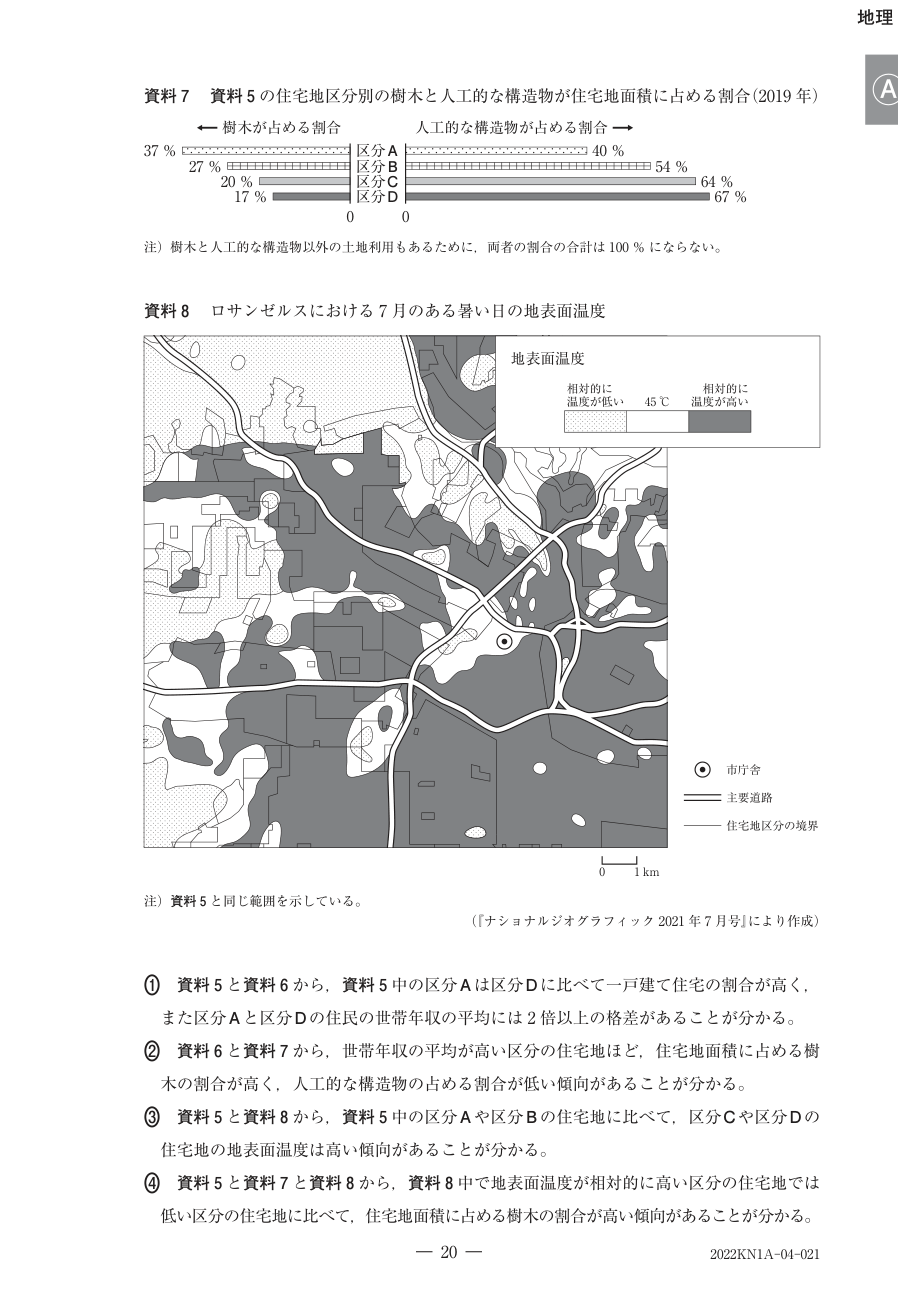 地理
Ⓐ
資料7 資料5の住宅地区分別の樹木と人工的な構造物が住宅地面積に占める割合(2019年)
← 樹木が占める割合 人工的な構造物が占める割合 →
37 % 区分A 40 %
27 % 区分B 54 %
20 % 区分C 64 %
17 % 区分D 67 %
0 0
注)樹木と人工的な構造物以外の土地利用もあるために,両者の割合の合計は100 % にならない。
資料8 ロサンゼルスにおける7月のある暑い日の地表面温度
地表面温度
相対的に 相対的に
温度が低い 45℃ 温度が高い
市庁舎
主要道路
住宅地区分の境界
0 1 km
注)資料5と同じ範囲を示している。
(『ナショナルジオグラフィック2021年7月号』により作成)
① 資料5と資料6から,資料5中の区分Aは区分Dに比べて一戸建て住宅の割合が高く,
また区分Aと区分Dの住民の世帯年収の平均には2倍以上の格差があることが分かる。
② 資料6と資料7から,世帯年収の平均が高い区分の住宅地ほど,住宅地面積に占める樹
木の割合が高く,人工的な構造物の占める割合が低い傾向があることが分かる。
③ 資料5と資料8から,資料5中の区分Aや区分Bの住宅地に比べて,区分Cや区分Dの
住宅地の地表面温度は高い傾向があることが分かる。
④ 資料5と資料7と資料8から,資料8中で地表面温度が相対的に高い区分の住宅地では
低い区分の住宅地に比べて,住宅地面積に占める樹木の割合が高い傾向があることが分かる。
— 20 —
2022KN1A-04-021